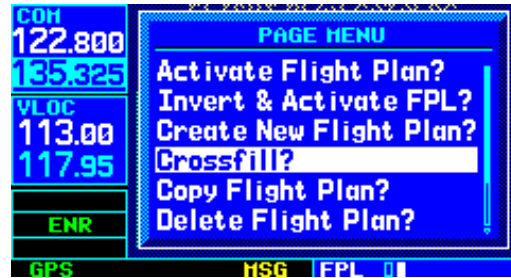 COM
122.800
135.325
VLOC
113.00
117.95
ENR
GPS
PAGE MENU
Activate Flight Plan?
Invert & Activate FPL?
Create New Flight Plan?
Crossfill?
Copy Flight Plan?
Delete Flight Plan?
MSG
FPL